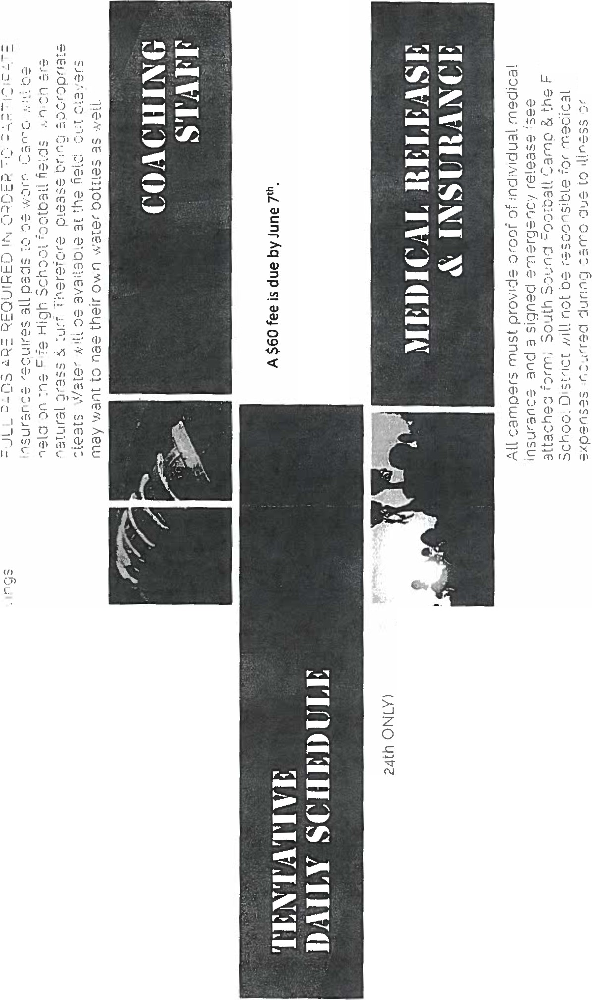 TENTATIVE
DAILY SCHEDULE
24th ONLY)
FULL PADS ARE REQUIRED IN ORDER TO PARTICIPATE
Insurance requires all pads to be worn Camp will be
held on the Fife High School football fields which are
natural grass & turf Therefore please bring appropriate
cleats Water will be available at the field but players
may want to nae their own water bottles as well.
COACHING
STAFF
A $60 fee is due by June 7th.
MEDICAL RELEASE
& INSURANCE
All campers must provide proof of individual medical
insurance and a signed emergency release (see
attached form) South Sound Football Camp & the F
School District will not be responsible for medical
expenses incurred during camp due to illness or